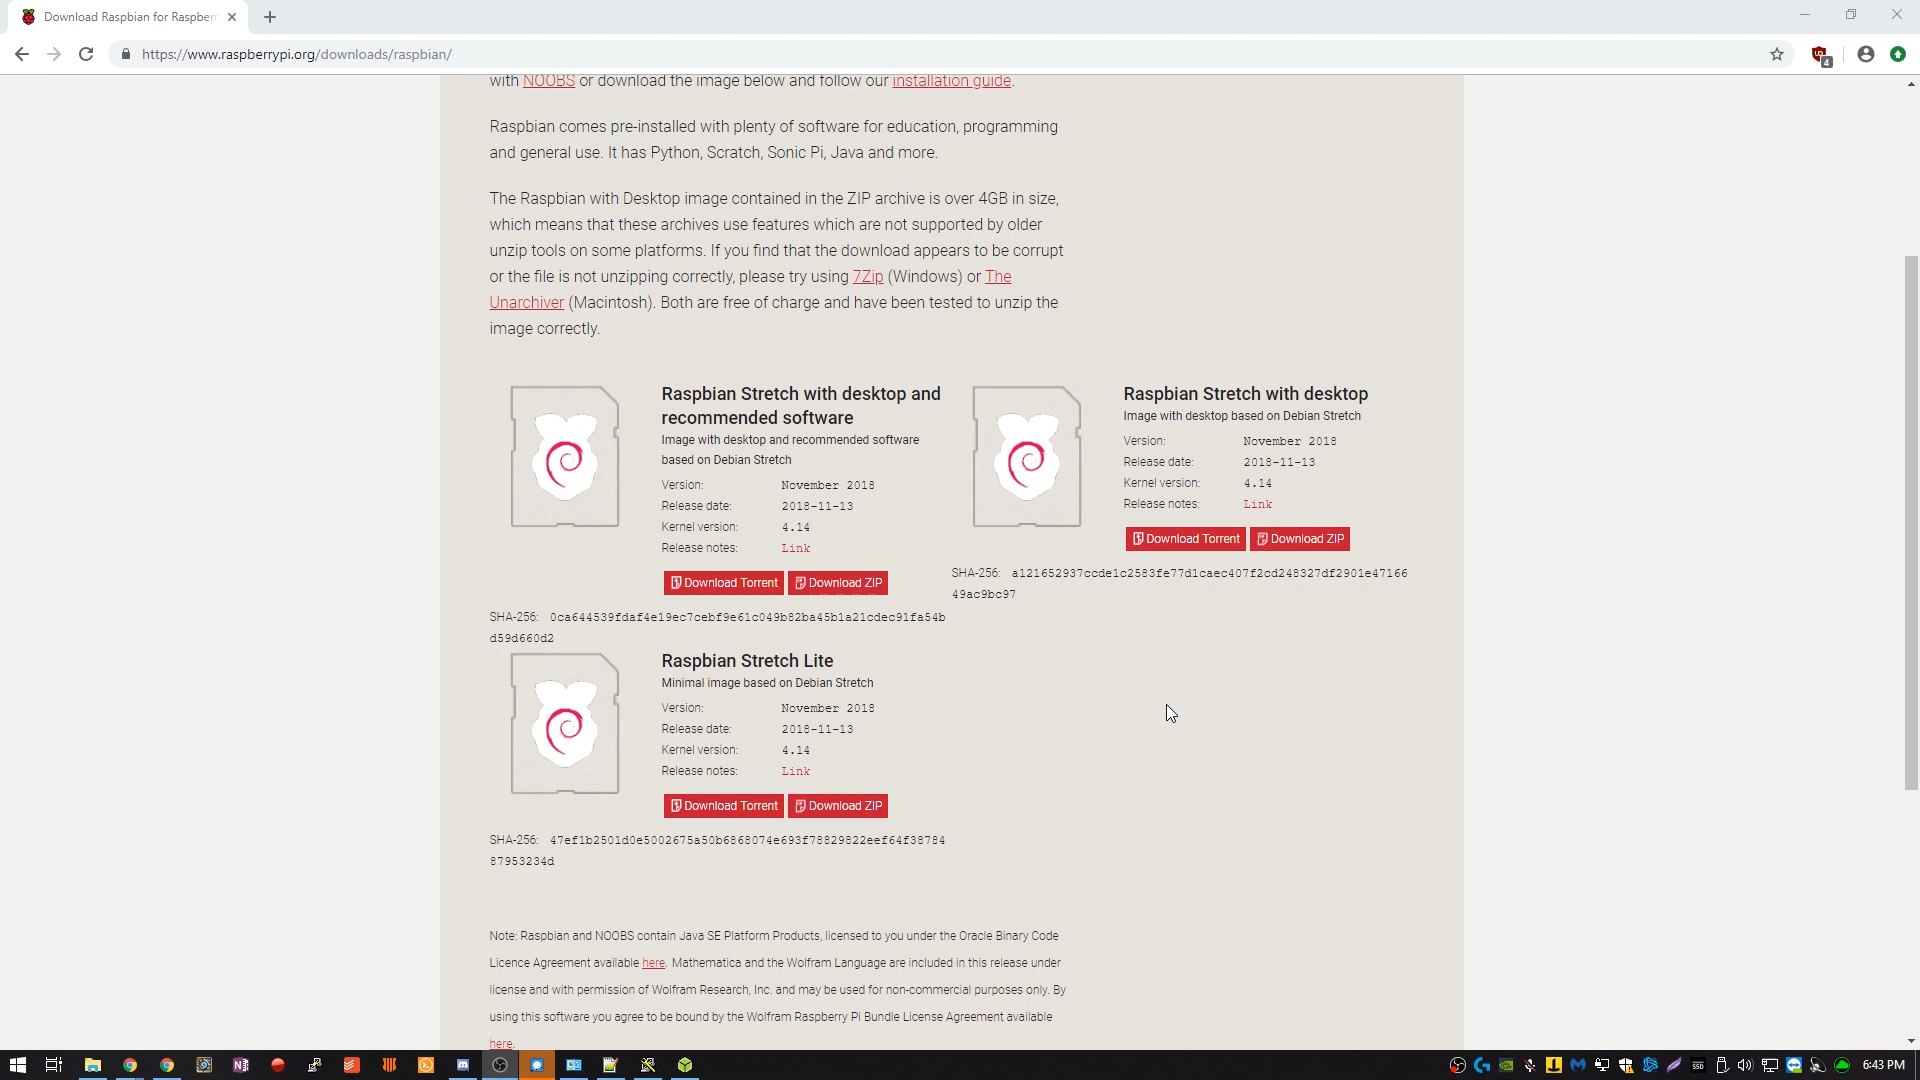 Download Raspbian for Raspber
https://www.raspberrypi.org/downloads/raspbian/
4
with NOOBS or download the image below and follow our installation guide.
Raspbian comes pre-installed with plenty of software for education, programming
and general use. It has Python, Scratch, Sonic Pi, Java and more.
The Raspbian with Desktop image contained in the ZIP archive is over 4GB in size,
which means that these archives use features which are not supported by older
unzip tools on some platforms. If you find that the download appears to be corrupt
or the file is not unzipping correctly, please try using 7Zip (Windows) or The
Unarchiver (Macintosh). Both are free of charge and have been tested to unzip the
image correctly.
Raspbian Stretch with desktop and
recommended software
Image with desktop and recommended software
based on Debian Stretch
Version: November 2018
Release date: 2018-11-13
Kernel version: 4.14
Release notes: Link
Download Torrent Download ZIP
SHA-256: 0ca644539fdaf4e19ec7cebf9e61c049b82ba45b1a21cdec91fa54b
d59d660d2
Raspbian Stretch with desktop
Image with desktop based on Debian Stretch
Version: November 2018
Release date: 2018-11-13
Kernel version: 4.14
Release notes: Link
Download Torrent Download ZIP
SHA-256: a121652937ccde1c2583fe77d1caec407f2cd248327df2901e47166
49ac9bc97
Raspbian Stretch Lite
Minimal image based on Debian Stretch
Version: November 2018
Release date: 2018-11-13
Kernel version: 4.14
Release notes: Link
Download Torrent Download ZIP
SHA-256: 47ef1b2501d0e5002675a50b6868074e693f78829822eef64f38784
87953234d
Note: Raspbian and NOOBS contain Java SE Platform Products, licensed to you under the Oracle Binary Code
Licence Agreement available here. Mathematica and the Wolfram Language are included in this release under
license and with permission of Wolfram Research, Inc. and may be used for non-commercial purposes only. By
using this software you agree to be bound by the Wolfram Raspberry Pi Bundle License Agreement available
here.
6:43 PM